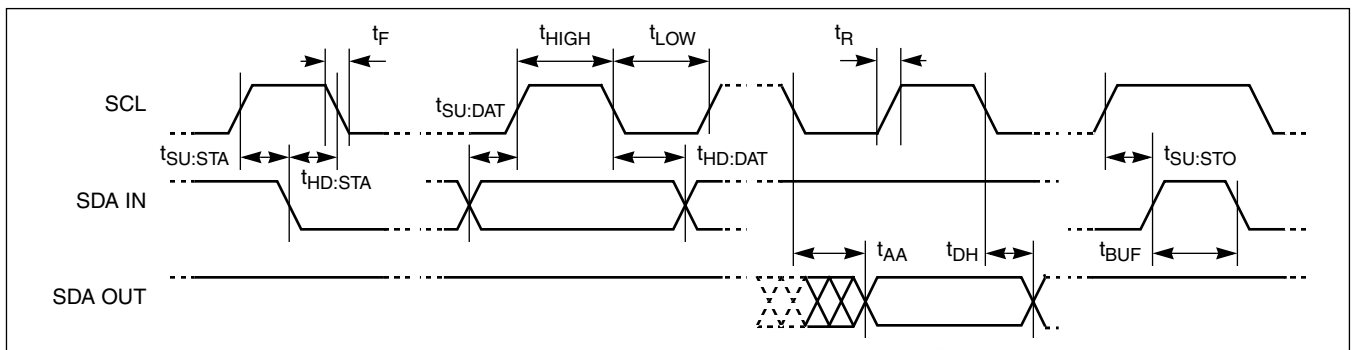 tF
tHIGH
tLOW
tR
SCL
tSU:DAT
tSU:STA
tHD:STA
tHD:DAT
tSU:STO
SDA IN
tAA
tDH
tBUF
SDA OUT